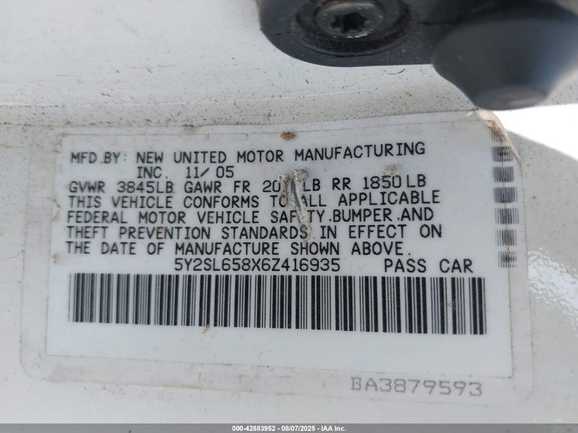 MFD.BY: NEW UNITED MOTOR MANUFACTURING
INC. 11/05
GVWR 3845LB GAWR FR LB RR 1850LB
THIS VEHICLE CONFORMS TO ALL APPLICABLE
FEDERAL MOTOR VEHICLE SAFETY.BUMPER.AND
THEFT PREVENTION STANDARDS IN EFFECT ON
THE DATE OF MANUFACTURE SHOWN ABOVE.
5Y2SL658X6Z416935 PASS CAR
BA3879593
000-42883952 - 08/07/2025 - IAA Inc.